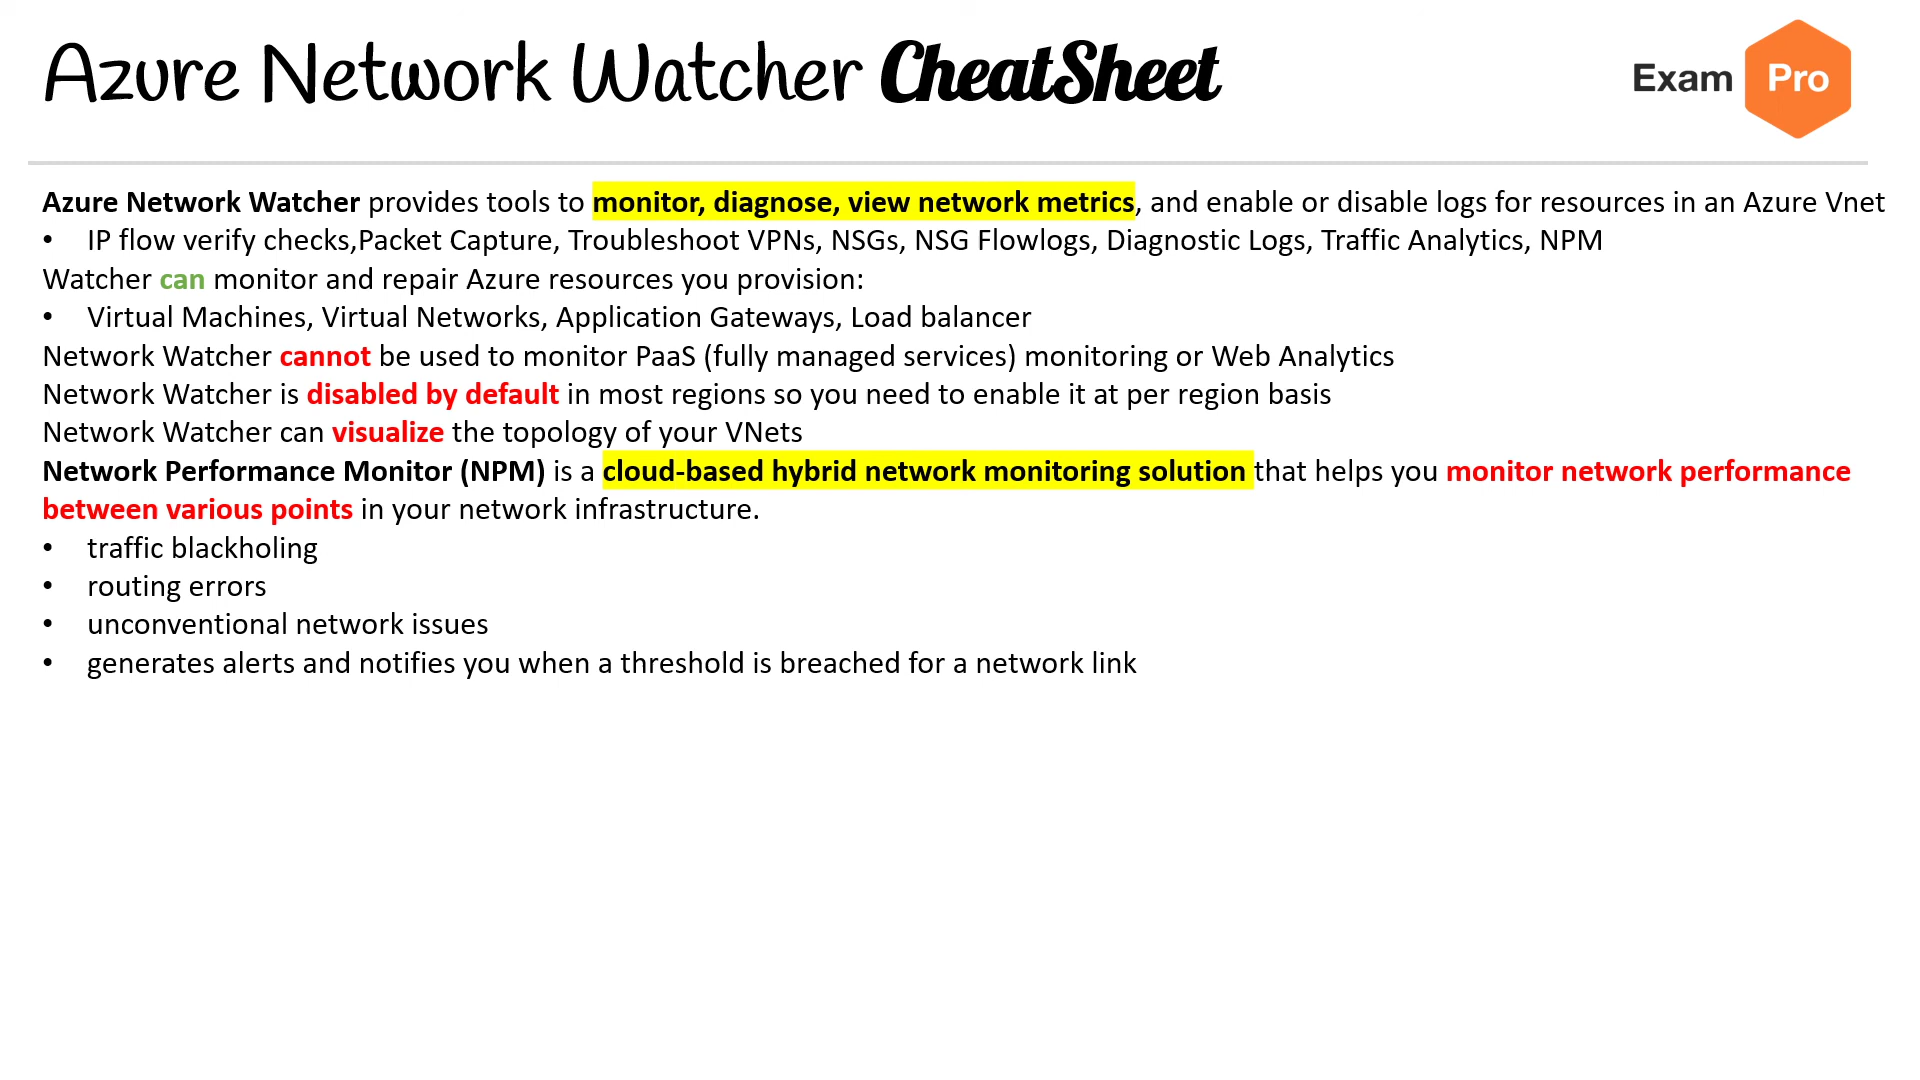 Azure Network Watcher CheatSheet
Exam Pro
Azure Network Watcher provides tools to monitor, diagnose, view network metrics, and enable or disable logs for resources in an Azure Vnet
• IP flow verify checks,Packet Capture, Troubleshoot VPNs, NSGs, NSG Flowlogs, Diagnostic Logs, Traffic Analytics, NPM
Watcher can monitor and repair Azure resources you provision:
• Virtual Machines, Virtual Networks, Application Gateways, Load balancer
Network Watcher cannot be used to monitor PaaS (fully managed services) monitoring or Web Analytics
Network Watcher is disabled by default in most regions so you need to enable it at per region basis
Network Watcher can visualize the topology of your VNets
Network Performance Monitor (NPM) is a cloud-based hybrid network monitoring solution that helps you monitor network performance
between various points in your network infrastructure.
• traffic blackholing
• routing errors
• unconventional network issues
• generates alerts and notifies you when a threshold is breached for a network link